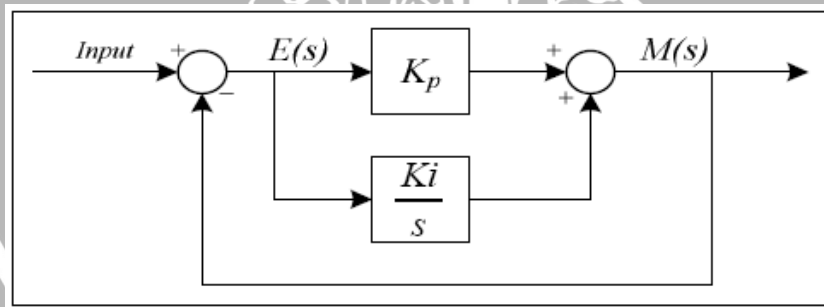 Input
+
E(s)
K_p
+
M(s)
−
+
Ki
s